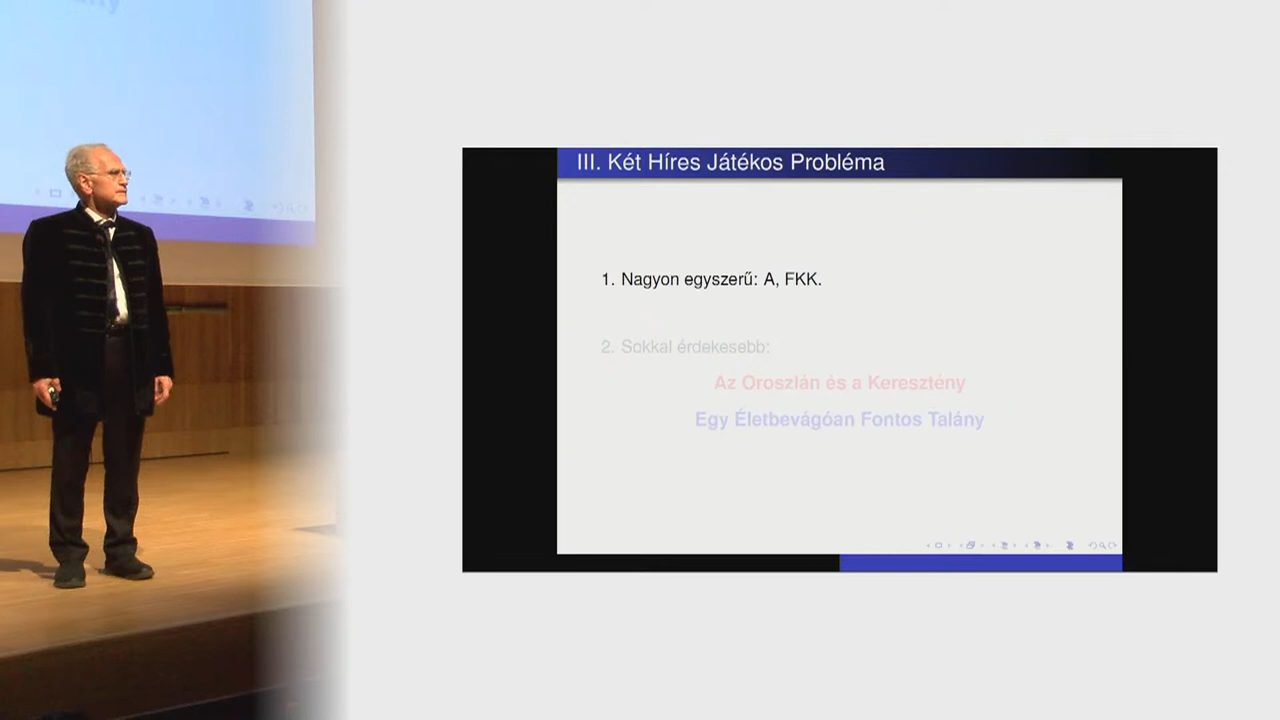 III. Két Híres Játékos Probléma
1. Nagyon egyszerű: A, FKK.
2. Sokkal érdekesebb:
Az Oroszlán és a Keresztény
Egy Életbevágóan Fontos Talány